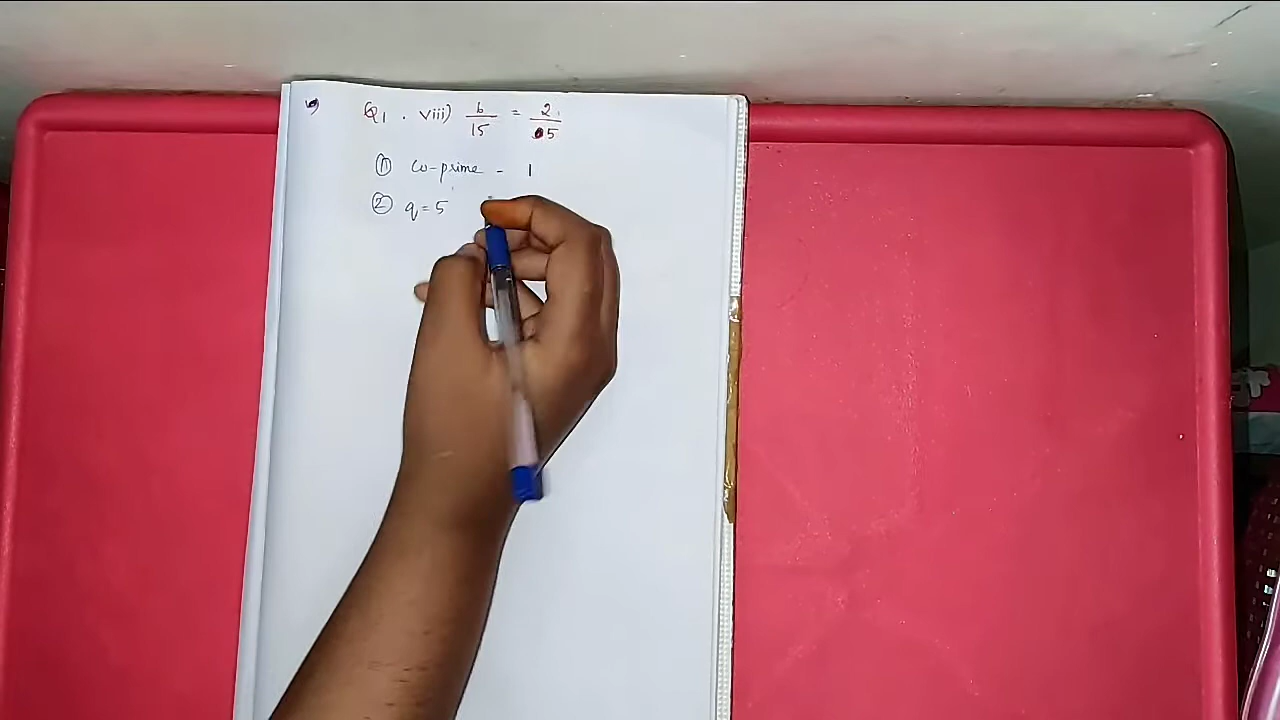 Q1 . viii) 6/15 = 2/5
① co-prime - 1
② q = 5